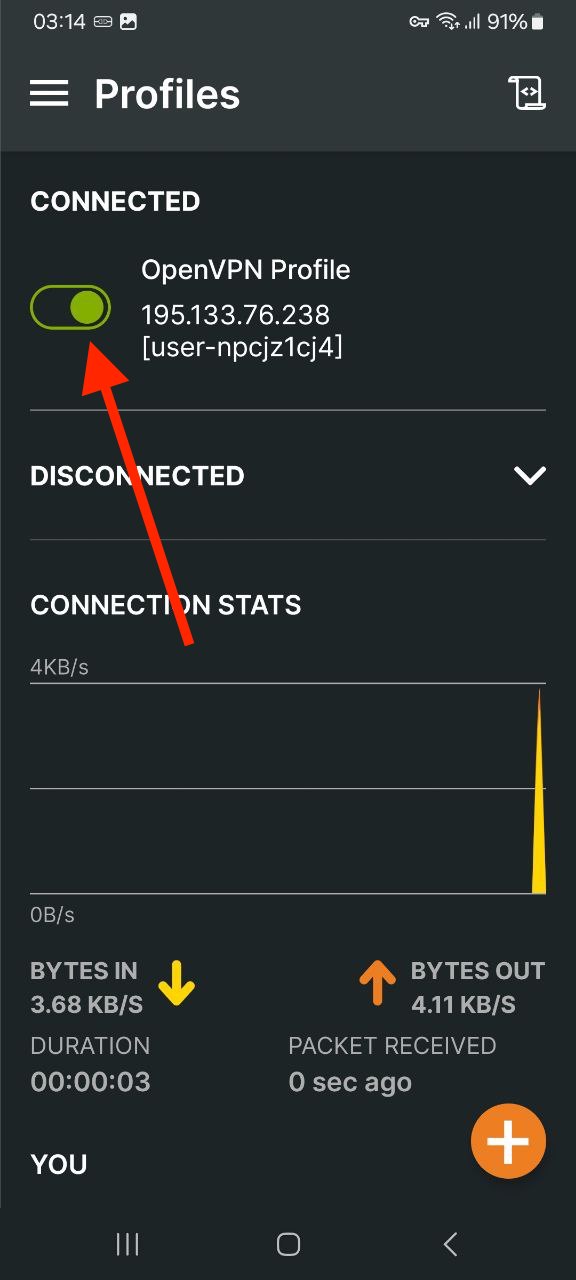 03:14 91%
Profiles
CONNECTED
OpenVPN Profile
195.133.76.238
[user-npcjz1cj4]
DISCONNECTED
CONNECTION STATS
4KB/s
0B/s
BYTES IN
3.68 KB/S
BYTES OUT
4.11 KB/S
DURATION
00:00:03
PACKET RECEIVED
0 sec ago
YOU